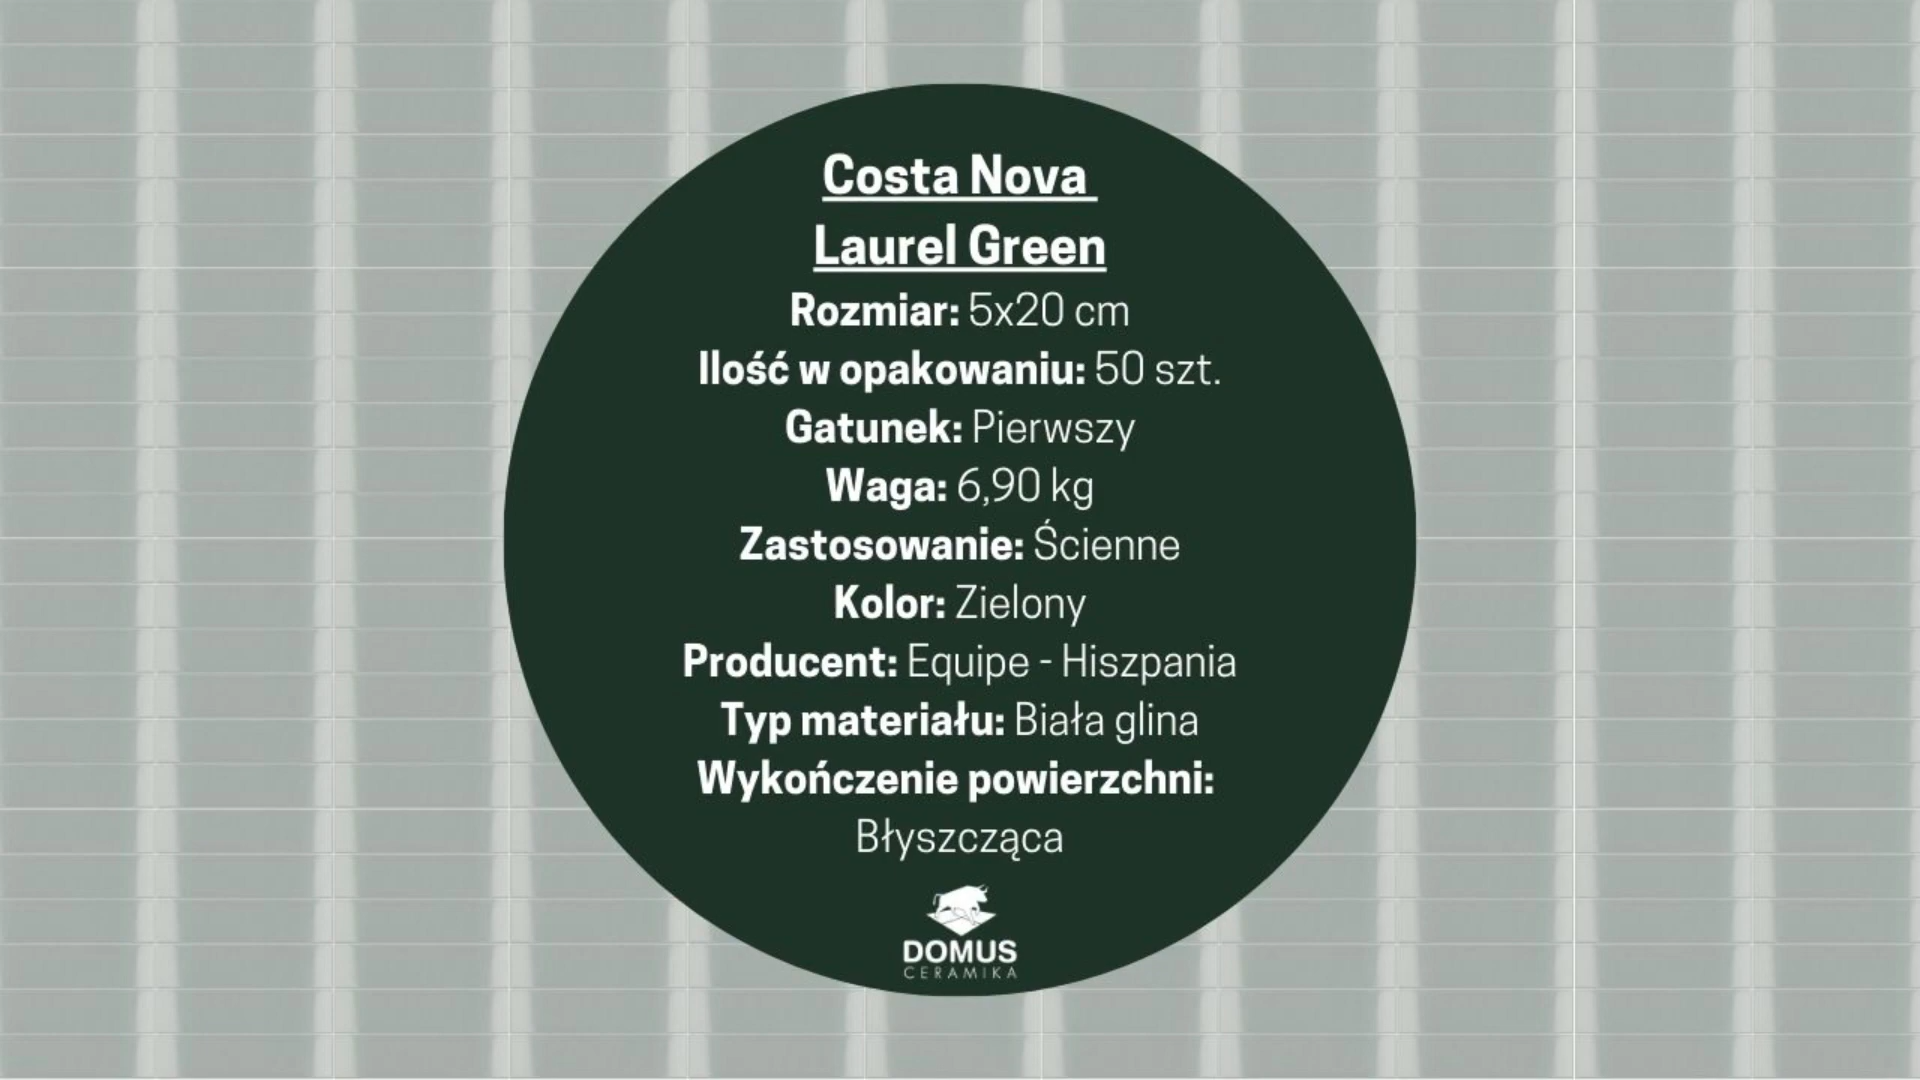 Costa Nova
Laurel Green
Rozmiar: 5x20 cm
Ilość w opakowaniu: 50 szt.
Gatunek: Pierwszy
Waga: 6,90 kg
Zastosowanie: Ścienne
Kolor: Zielony
Producent: Equipe - Hiszpania
Typ materiału: Biała glina
Wykończenie powierzchni:
Błyszcząca
DOMUS
CERAMIKA